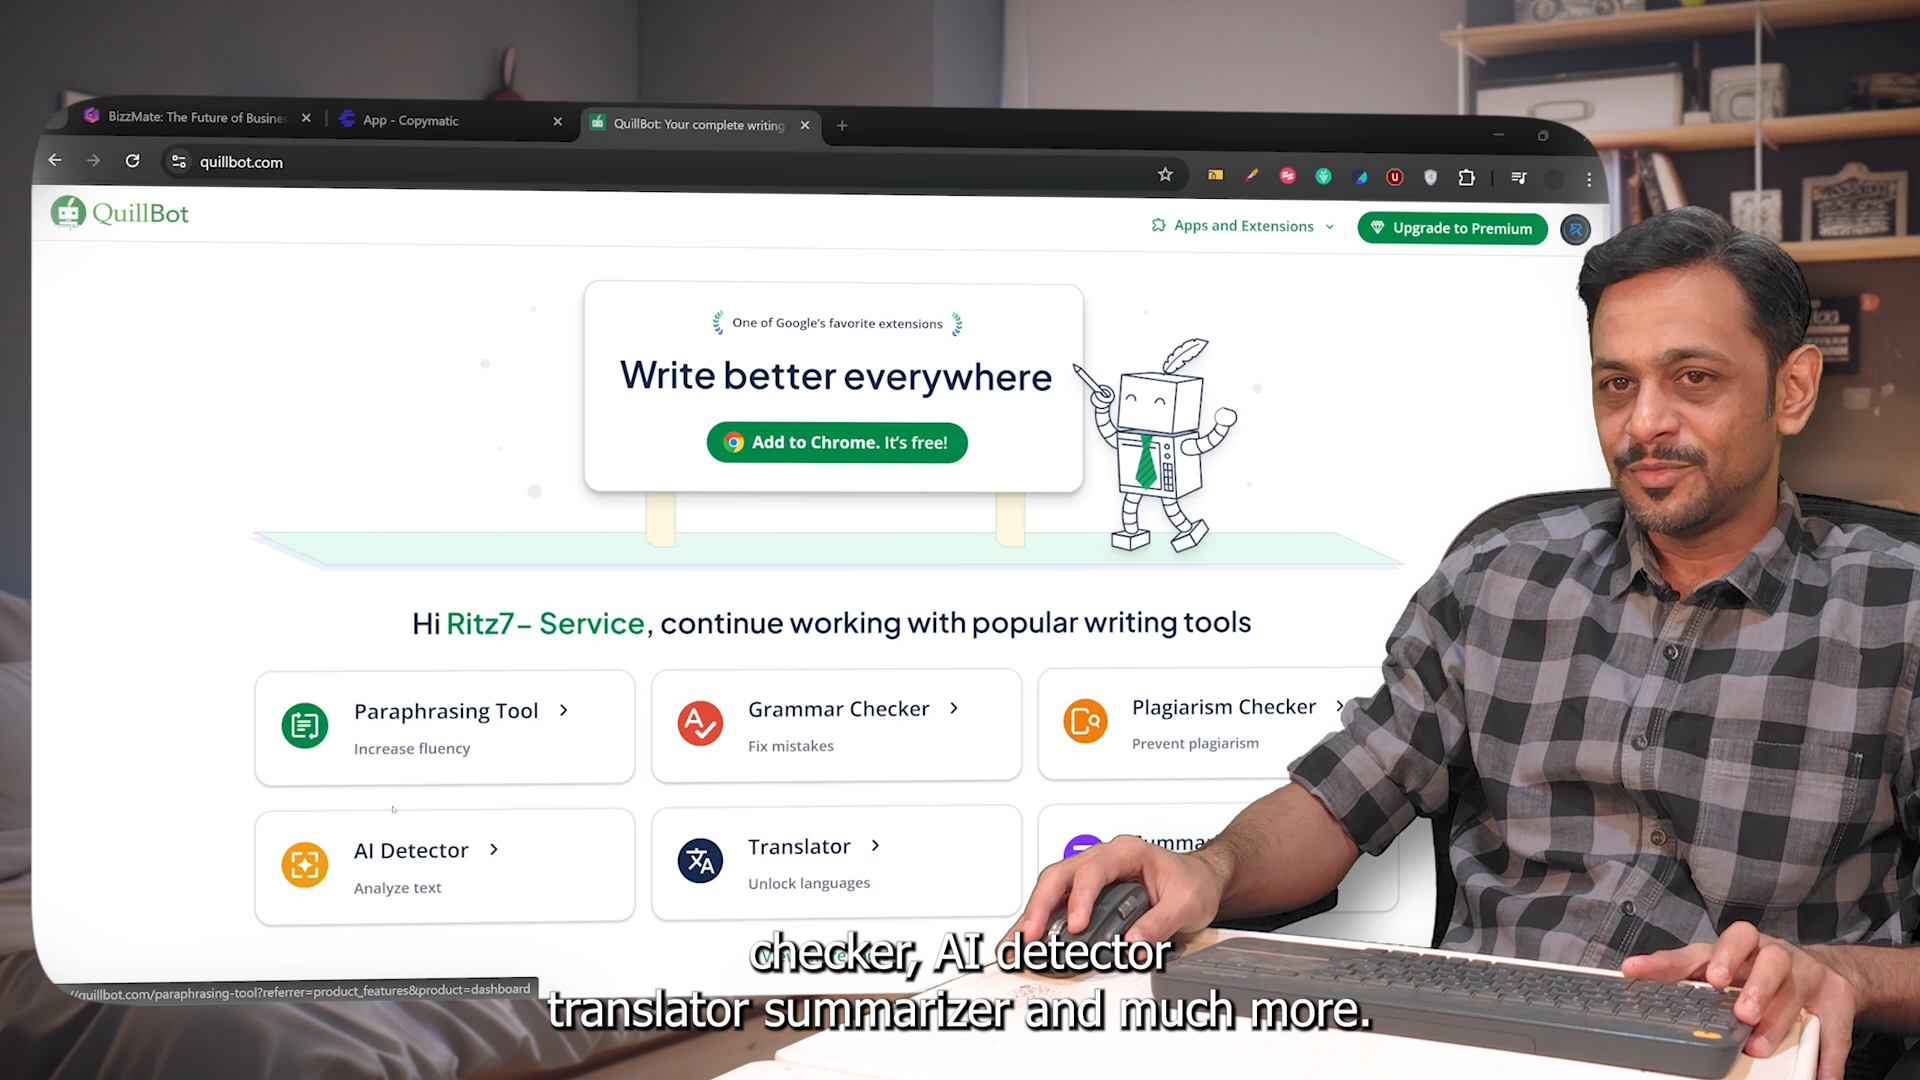 BizzMate: The Future of Busines
App - Copymatic
QuillBot: Your complete writing
quillbot.com
QuillBot
Apps and Extensions
Upgrade to Premium
One of Google's favorite extensions
Write better everywhere
Add to Chrome. It's free!
Hi Ritz7– Service, continue working with popular writing tools
Paraphrasing Tool
Increase fluency
Grammar Checker
Fix mistakes
Plagiarism Checker
Prevent plagiarism
AI Detector
Analyze text
Translator
Unlock languages
checker, AI detector
translator summarizer and much more.
//quillbot.com/paraphrasing-tool?referrer=product_features&product=dashboard